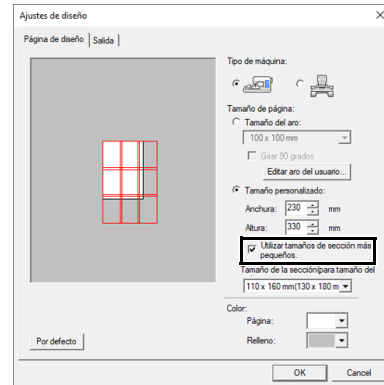 Ajustes de diseño
Página de diseño
Salida
Tipo de máquina:
Tamaño de página:
Tamaño del aro:
100 x 100 mm
Girar 90 grados
Editar aro del usuario...
Tamaño personalizado:
Anchura: 230 mm
Altura: 330 mm
Utilizar tamaños de sección más
pequeños.
Tamaño de la sección(para tamaño del
110 x 160 mm(130 x 180 m
Color:
Página:
Relleno:
Por defecto
OK
Cancel